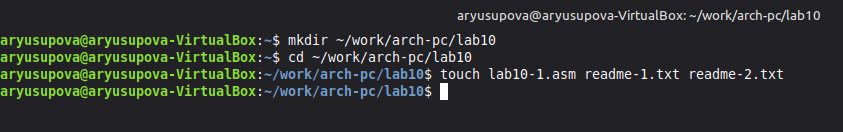 aryusupova@aryusupova-VirtualBox: ~/work/arch-pc/lab10
aryusupova@aryusupova-VirtualBox:~$ mkdir ~/work/arch-pc/lab10
aryusupova@aryusupova-VirtualBox:~$ cd ~/work/arch-pc/lab10
aryusupova@aryusupova-VirtualBox:~/work/arch-pc/lab10$ touch lab10-1.asm readme-1.txt readme-2.txt
aryusupova@aryusupova-VirtualBox:~/work/arch-pc/lab10$